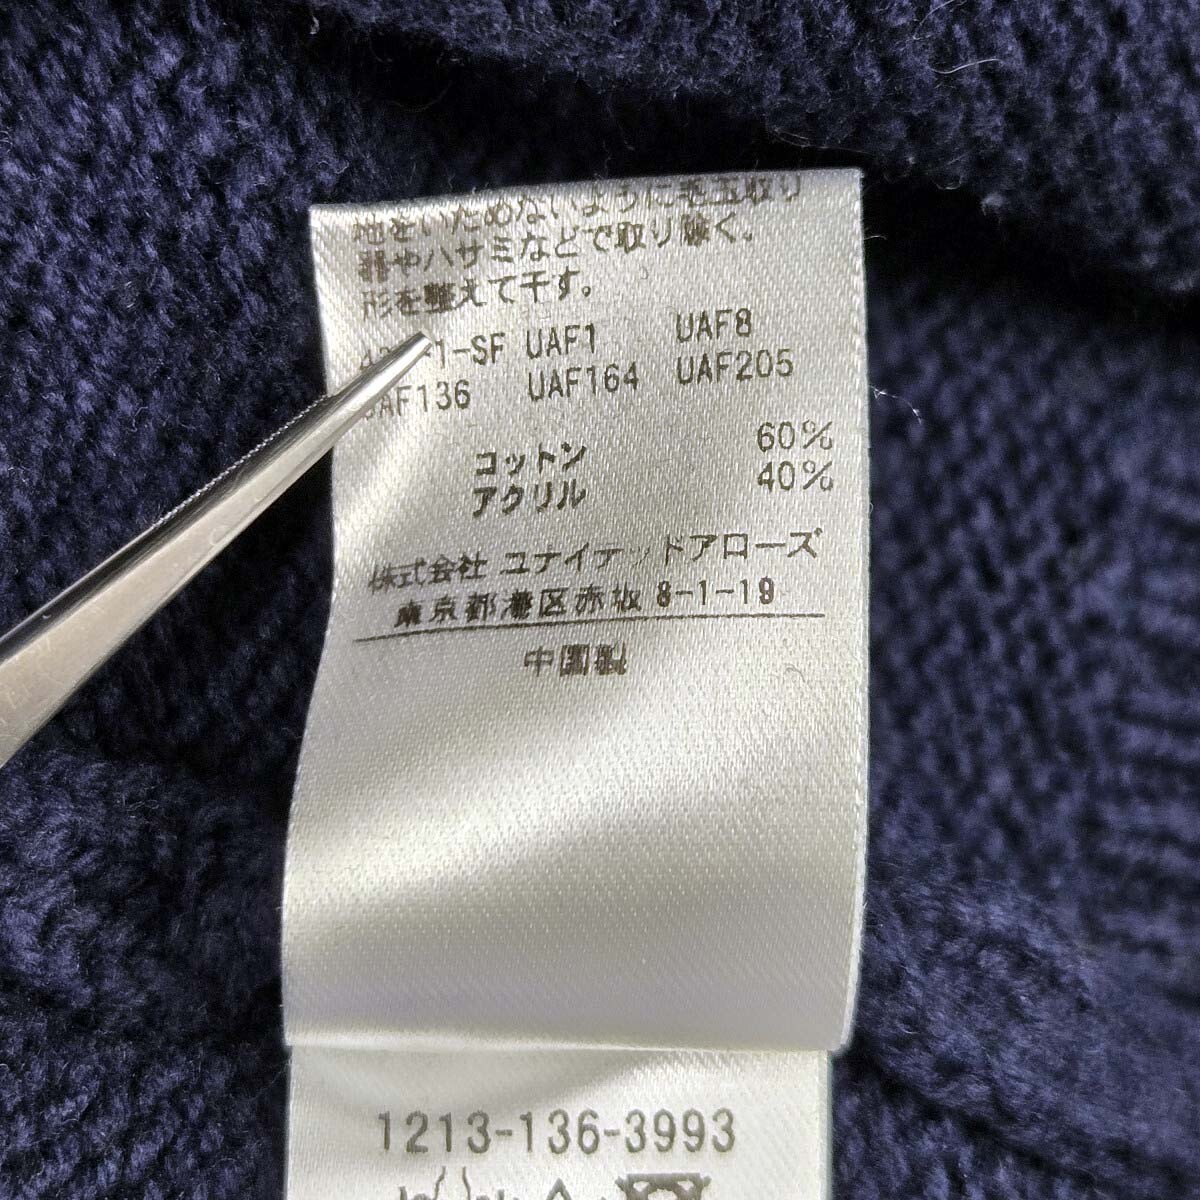 地をいためないように毛玉取り
器やハサミなどで取り除く。
形を整えて干す。
1-SF UAF1 UAF8
UAF136 UAF164 UAF205
コットン 60%
アクリル 40%
株式会社 ユナイテッドアローズ
東京都港区赤坂 8-1-19
中国製
1213-136-3993